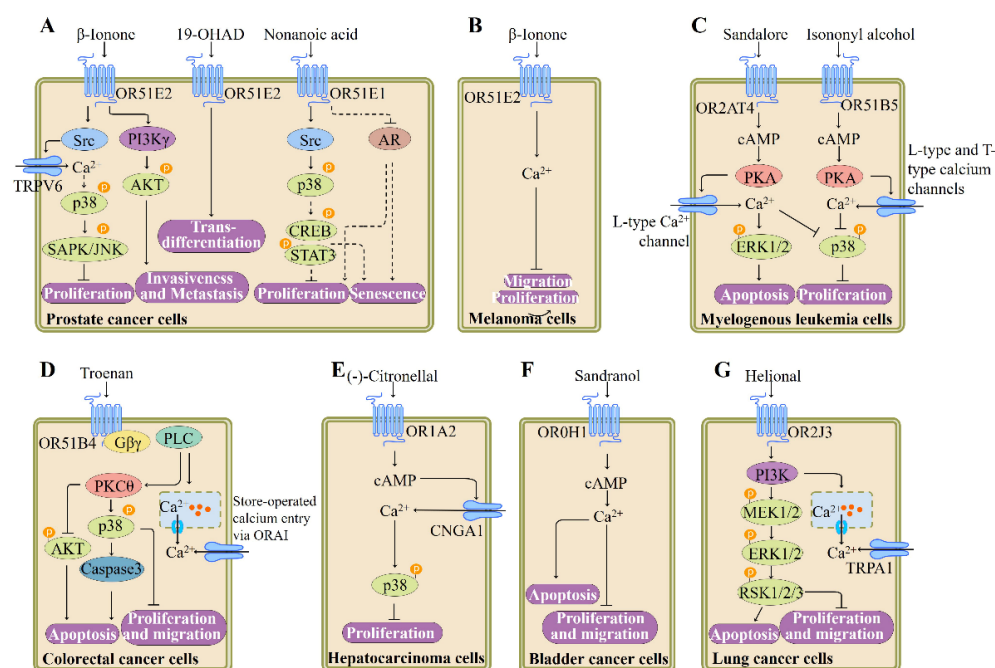 A
β-Ionone
19-OHAD
Nonanoic acid
OR51E2
OR51E2
OR51E1
Src
PI3Kγ
Src
AR
TRPV6
Ca²⁺
P
AKT
P
p38
P
p38
P
SAPK/JNK
P
CREB
P
STAT3
Trans-
differentiation
Proliferation
Invasiveness
and Metastasis
Proliferation
Senescence
Prostate cancer cells
B
β-Ionone
OR51E2
Ca²⁺
Migration
Proliferation
Melanoma cells
C
Sandalore
Isononyl alcohol
OR2AT4
OR51B5
cAMP
cAMP
PKA
PKA
L-type and T-
type calcium
channels
Ca²⁺
Ca²⁺
L-type Ca²⁺
channel
P
ERK1/2
P
p38
Apoptosis
Proliferation
Myelogenous leukemia cells
D
Troenan
OR51B4
Gβγ
PLC
PKCθ
Ca²⁺
Store-operated
calcium entry
via ORAI
P
p38
P
AKT
Ca²⁺
Caspase3
Apoptosis
Proliferation
and migration
Colorectal cancer cells
E
(-)-Citronellal
OR1A2
cAMP
Ca²⁺
CNGA1
P
p38
Proliferation
Hepatocarcinoma cells
F
Sandranol
OR0H1
cAMP
Ca²⁺
Apoptosis
Proliferation
and migration
Bladder cancer cells
G
Helional
OR2J3
PI3K
P
MEK1/2
Ca²⁺
P
ERK1/2
Ca²⁺
TRPA1
P
RSK1/2/3
Apoptosis
Proliferation
and migration
Lung cancer cells